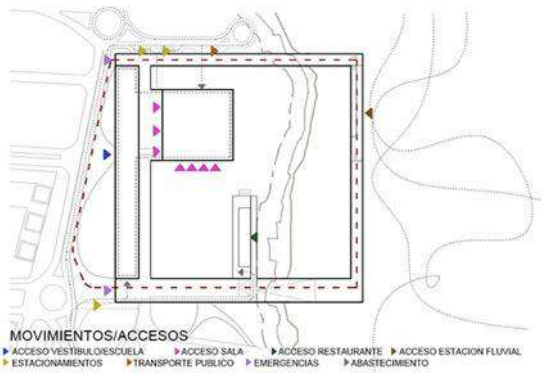 MOVIMIENTOS/ACCESOS
ACCESO VESTIBULO/ESCUELA ACCESO SALA ACCESO RESTAURANTE ACCESO ESTACION FLUVIAL
ESTACIONAMIENTOS TRANSPORTE PUBLICO EMERGENCIAS ABASTECIMIENTO